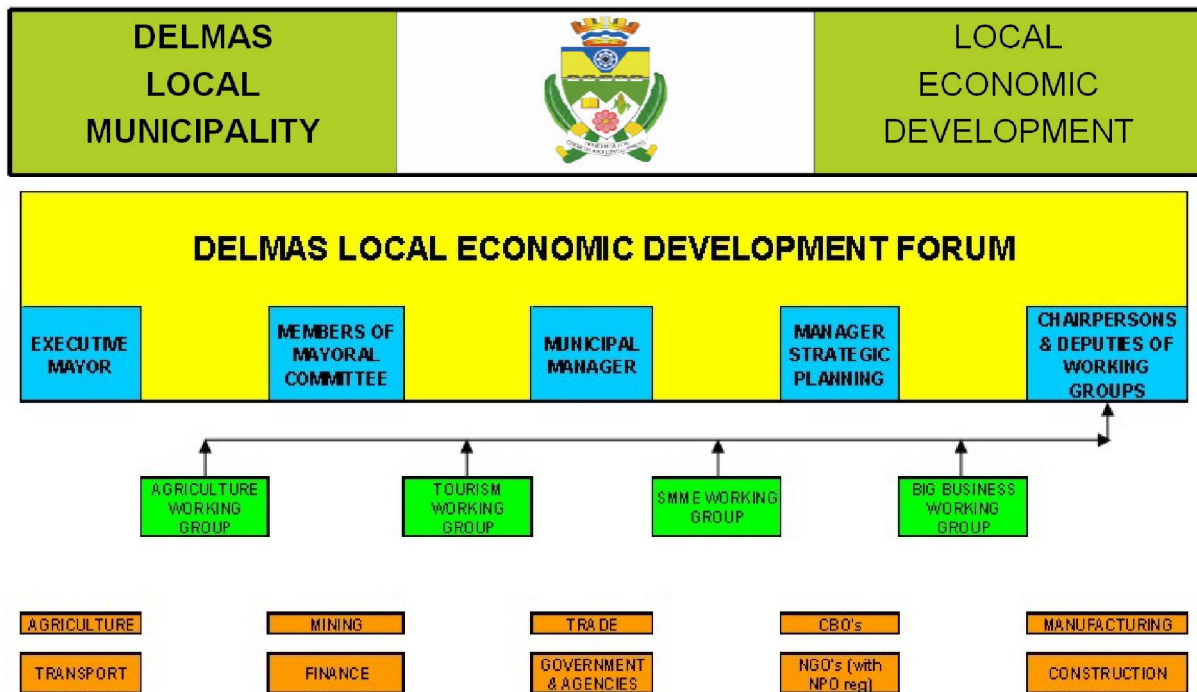 DELMAS
LOCAL
MUNICIPALITY
LOCAL
ECONOMIC
DEVELOPMENT
DELMAS LOCAL ECONOMIC DEVELOPMENT FORUM
EXECUTIVE
MAYOR
MEMBERS OF
MAYORAL
COMMITTEE
MUNICIPAL
MANAGER
MANAGER
STRATEGIC
PLANNING
CHAIRPERSONS
& DEPUTIES OF
WORKING
GROUPS
AGRICULTURE
WORKING
GROUP
TOURISM
WORKING
GROUP
SMME WORKING
GROUP
BIG BUSINESS
WORKING
GROUP
AGRICULTURE
MINING
TRADE
CBO's
MANUFACTURING
TRANSPORT
FINANCE
GOVERNMENT
& AGENCIES
NGO's (with
NPO reg)
CONSTRUCTION